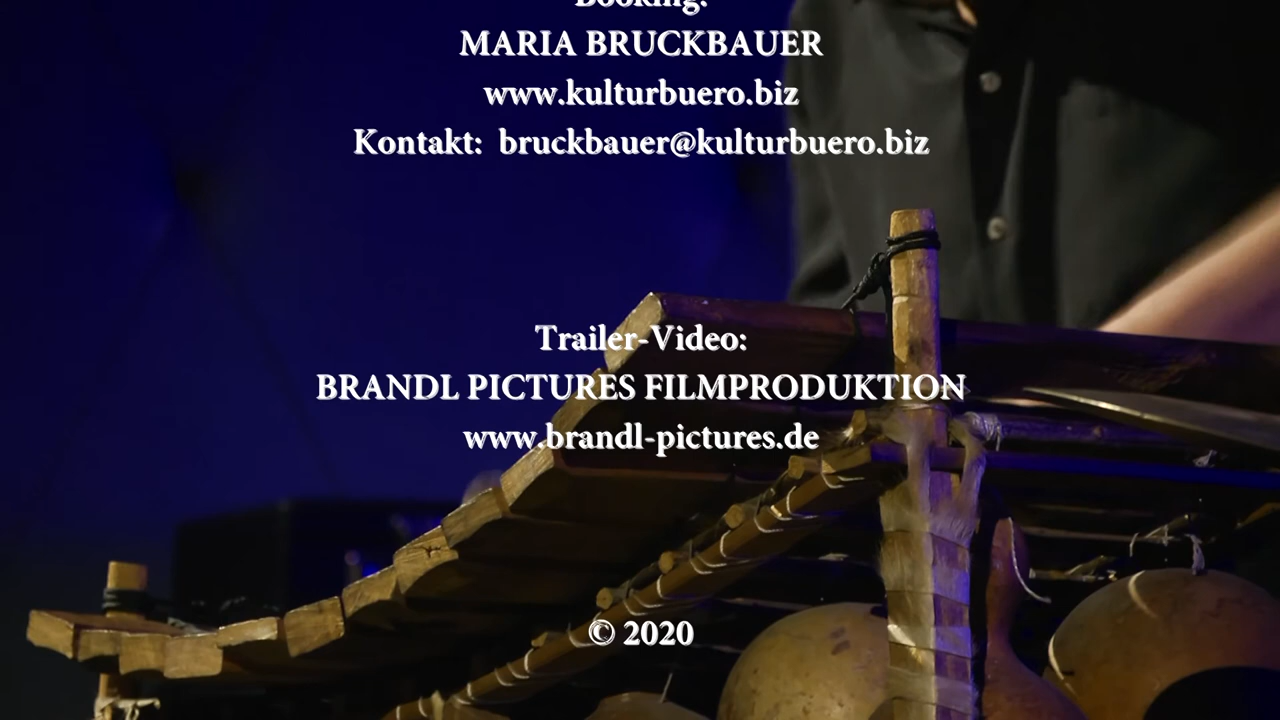 Booking:
MARIA BRUCKBAUER
www.kulturbuero.biz
Kontakt: bruckbauer@kulturbuero.biz
Trailer-Video:
BRANDL PICTURES FILMPRODUKTION
www.brandl-pictures.de
© 2020